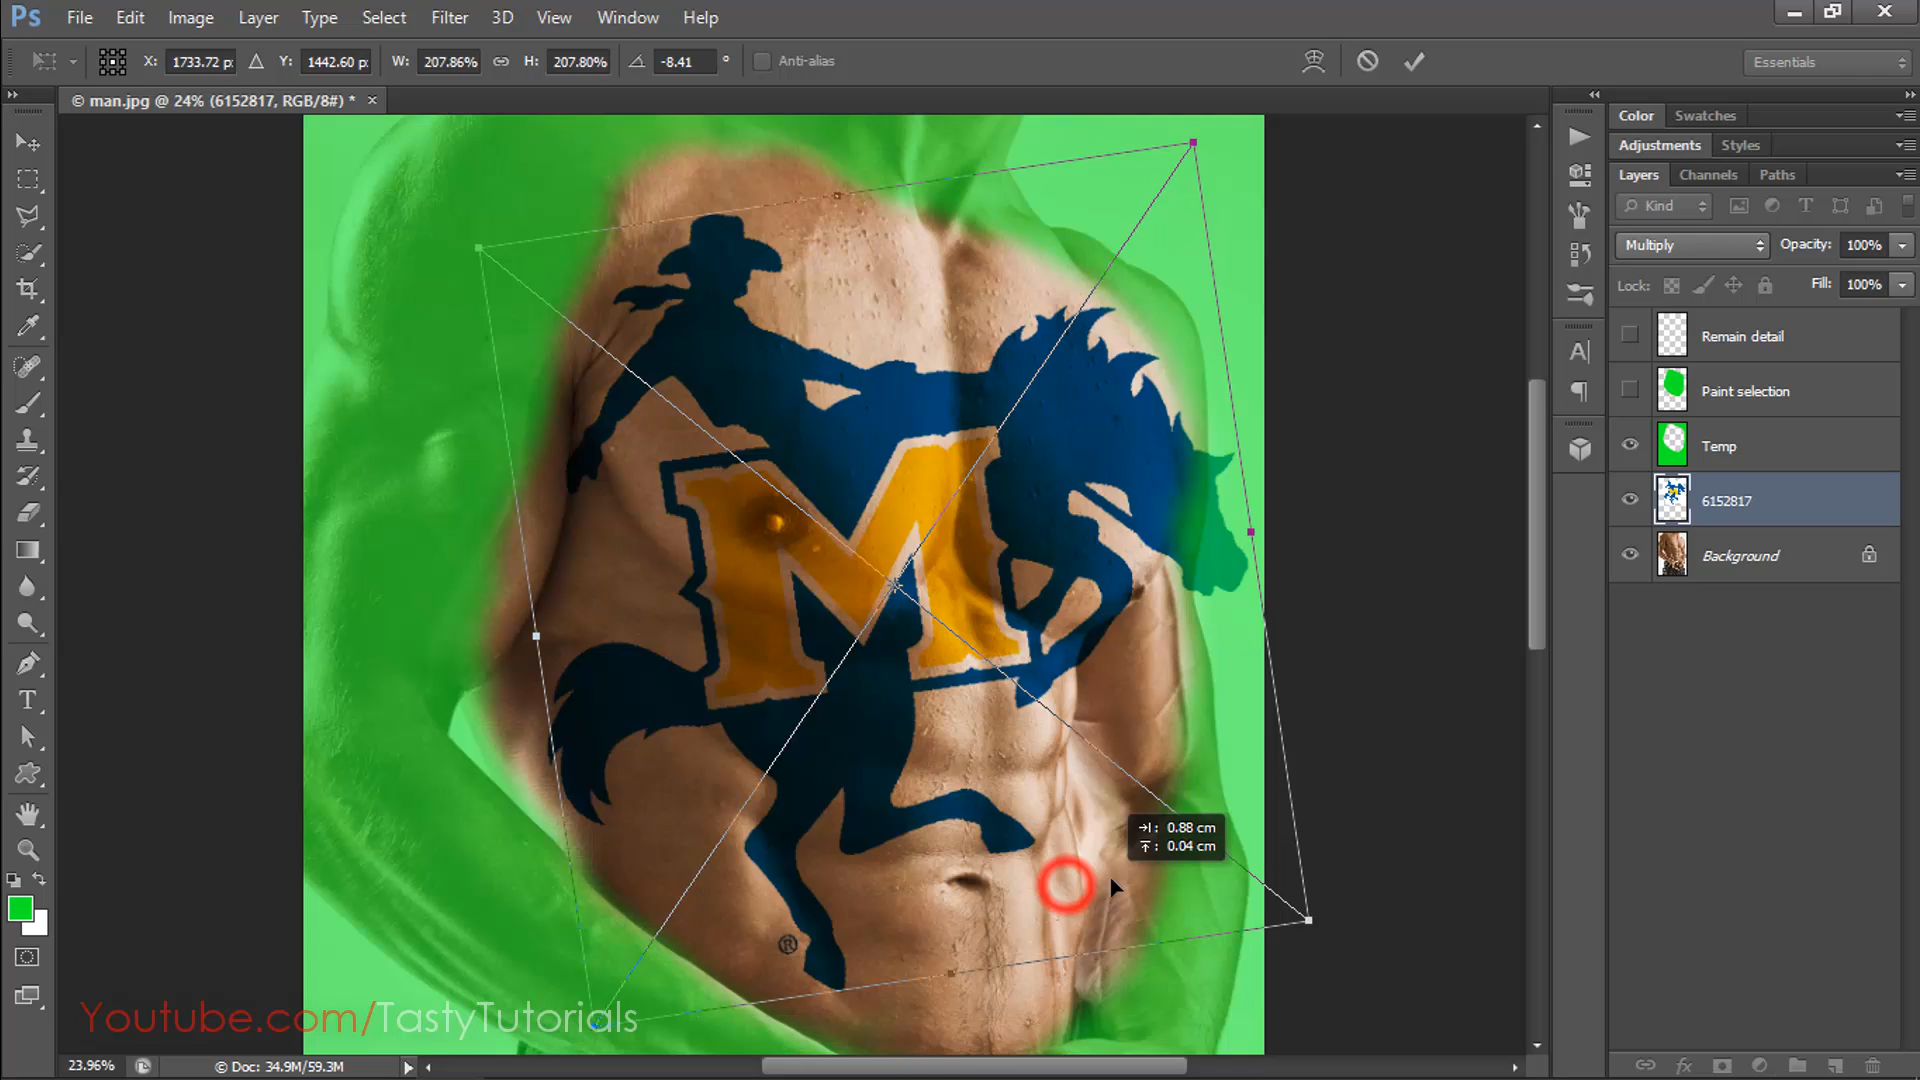 Ps File Edit Image Layer Type Select Filter 3D View Window Help
X: 1733.72 p: Y: 1442.60 p: W: 207.86% H: 207.80% -8.41 ° Anti-alias Essentials
© man.jpg @ 24% (6152817, RGB/8#) * ×
Color Swatches
Adjustments Styles
Layers Channels Paths
Kind
Multiply Opacity: 100%
Lock: Fill: 100%
Remain detail
Paint selection
Temp
6152817
Background
M
®
0.88 cm
0.04 cm
Youtube.com/TastyTutorials
23.96% © Doc: 34.9M/59.3M